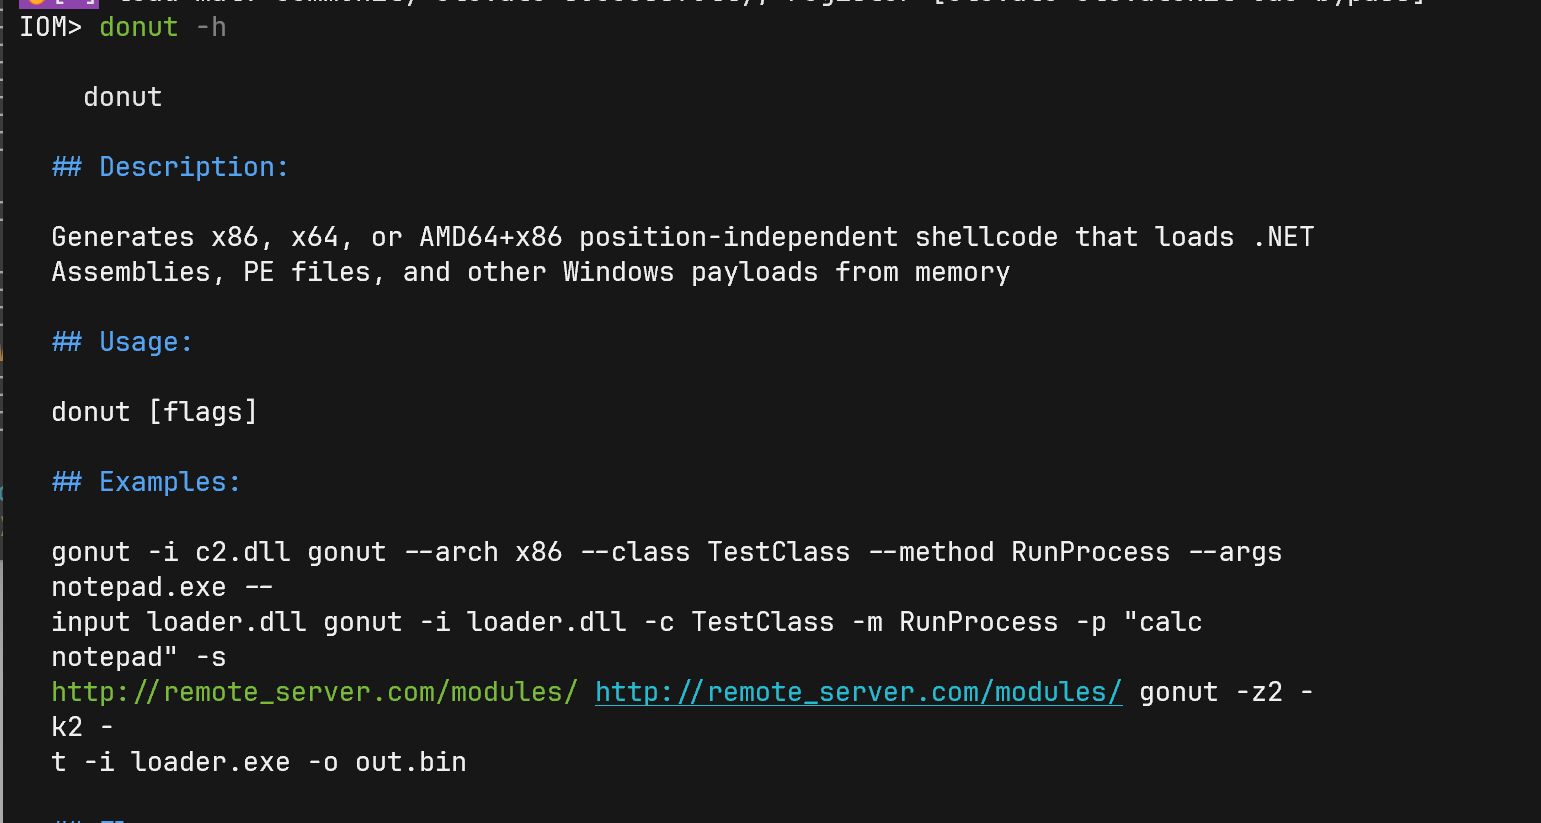 IOM> donut -h
donut
## Description:
Generates x86, x64, or AMD64+x86 position-independent shellcode that loads .NET
Assemblies, PE files, and other Windows payloads from memory
## Usage:
donut [flags]
## Examples:
gonut -i c2.dll gonut --arch x86 --class TestClass --method RunProcess --args
notepad.exe --
input loader.dll gonut -i loader.dll -c TestClass -m RunProcess -p "calc
notepad" -s
http://remote_server.com/modules/ http://remote_server.com/modules/ gonut -z2 -
k2 -
t -i loader.exe -o out.bin